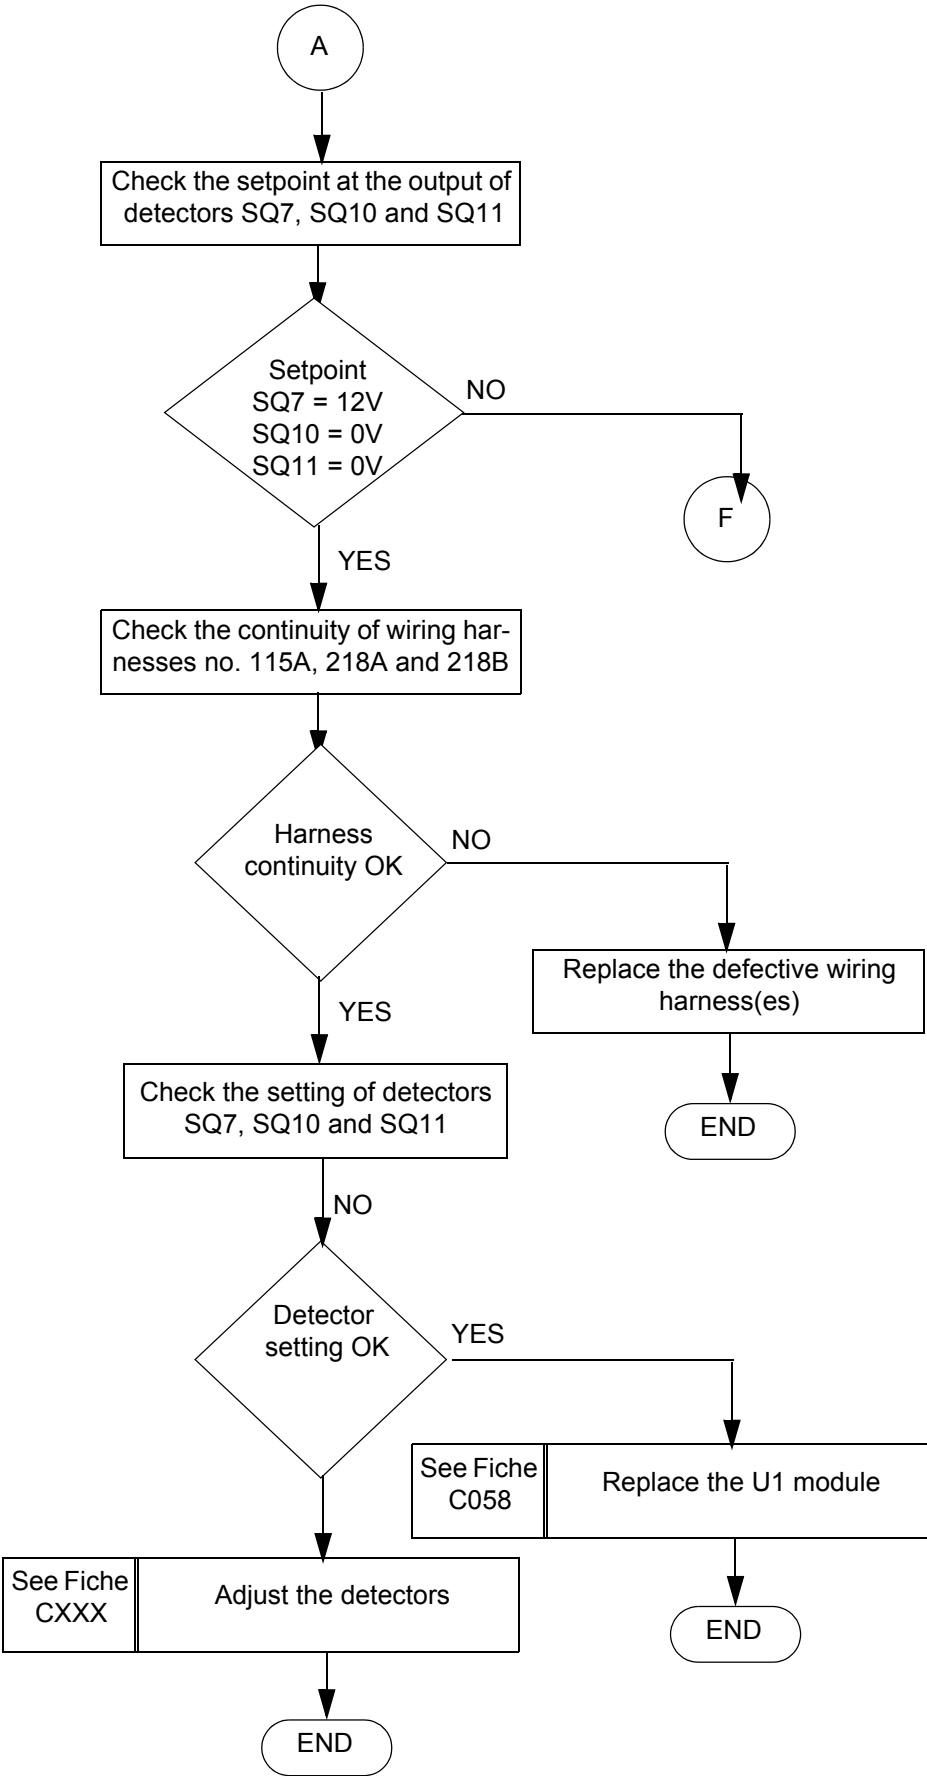 A
Check the setpoint at the output of
detectors SQ7, SQ10 and SQ11
Setpoint
SQ7 = 12V
SQ10 = 0V
SQ11 = 0V
NO
F
YES
Check the continuity of wiring har-
nesses no. 115A, 218A and 218B
Harness
continuity OK
NO
Replace the defective wiring
harness(es)
END
YES
Check the setting of detectors
SQ7, SQ10 and SQ11
NO
Detector
setting OK
YES
See Fiche
C058
Replace the U1 module
END
See Fiche
CXXX
Adjust the detectors
END